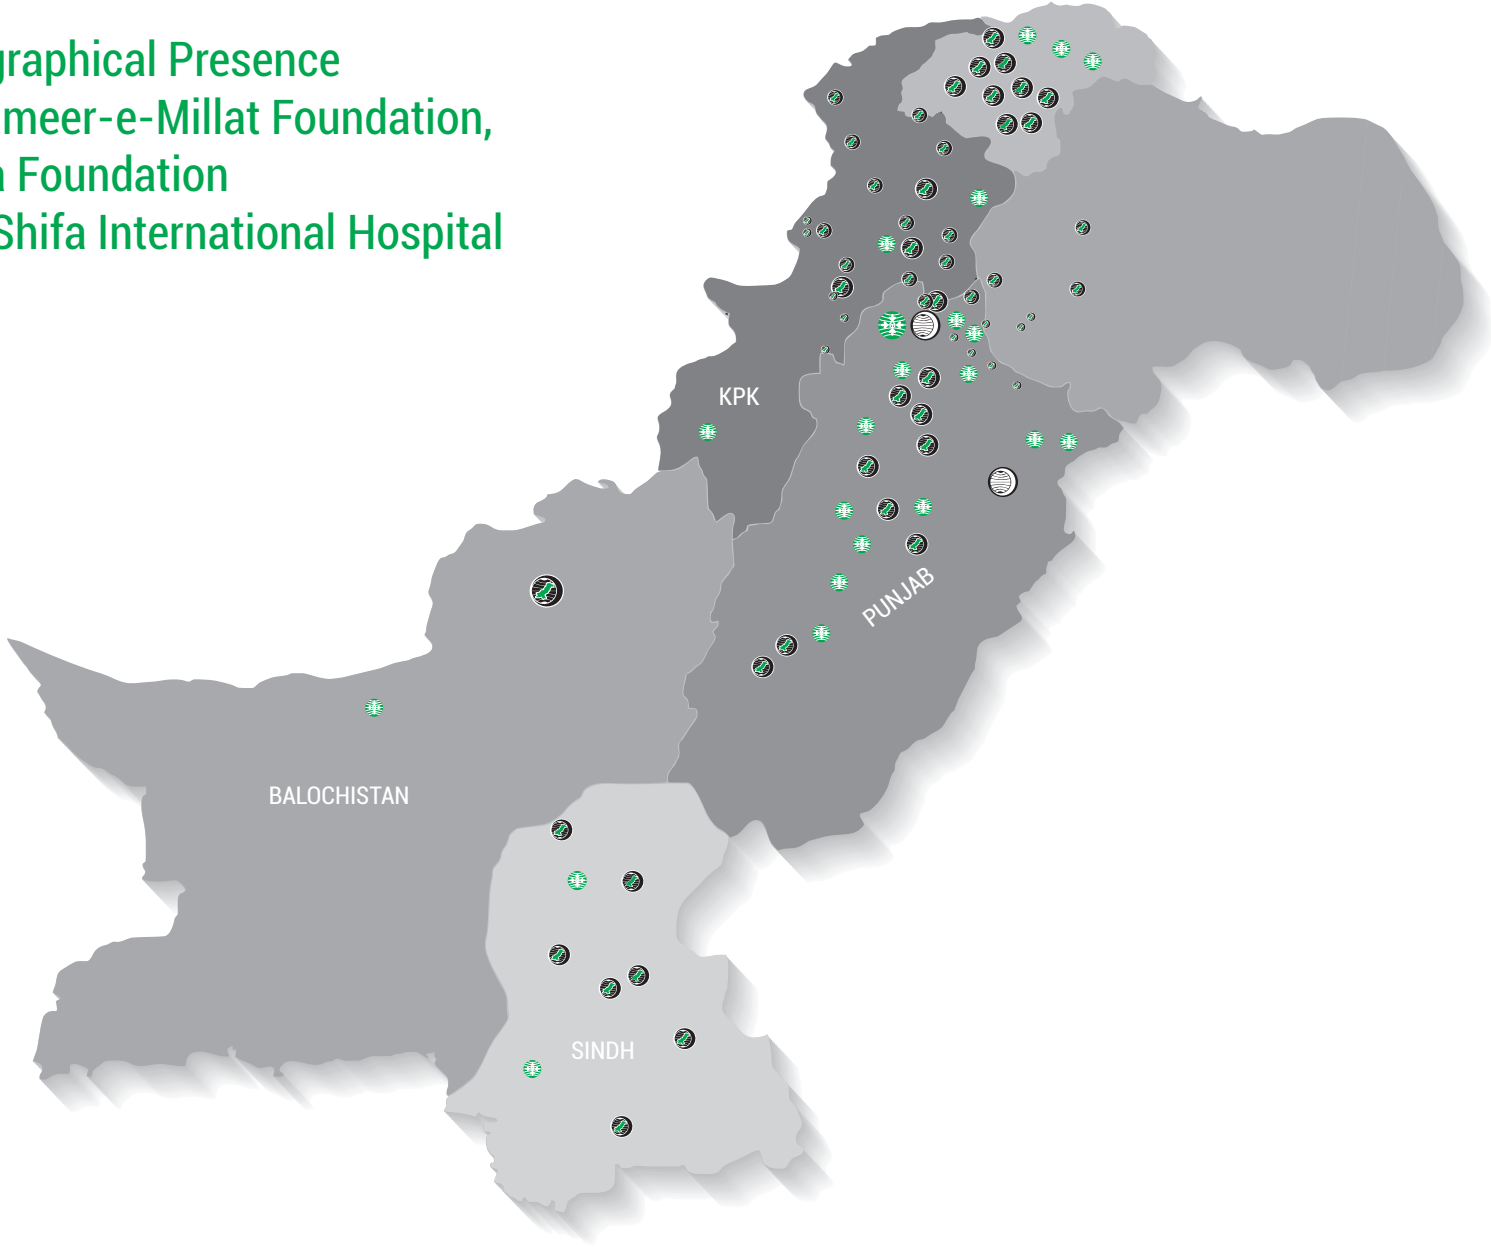 graphical Presence
meer-e-Millat Foundation,
a Foundation
Shifa International Hospital
KPK
PUNJAB
BALOCHISTAN
SINDH